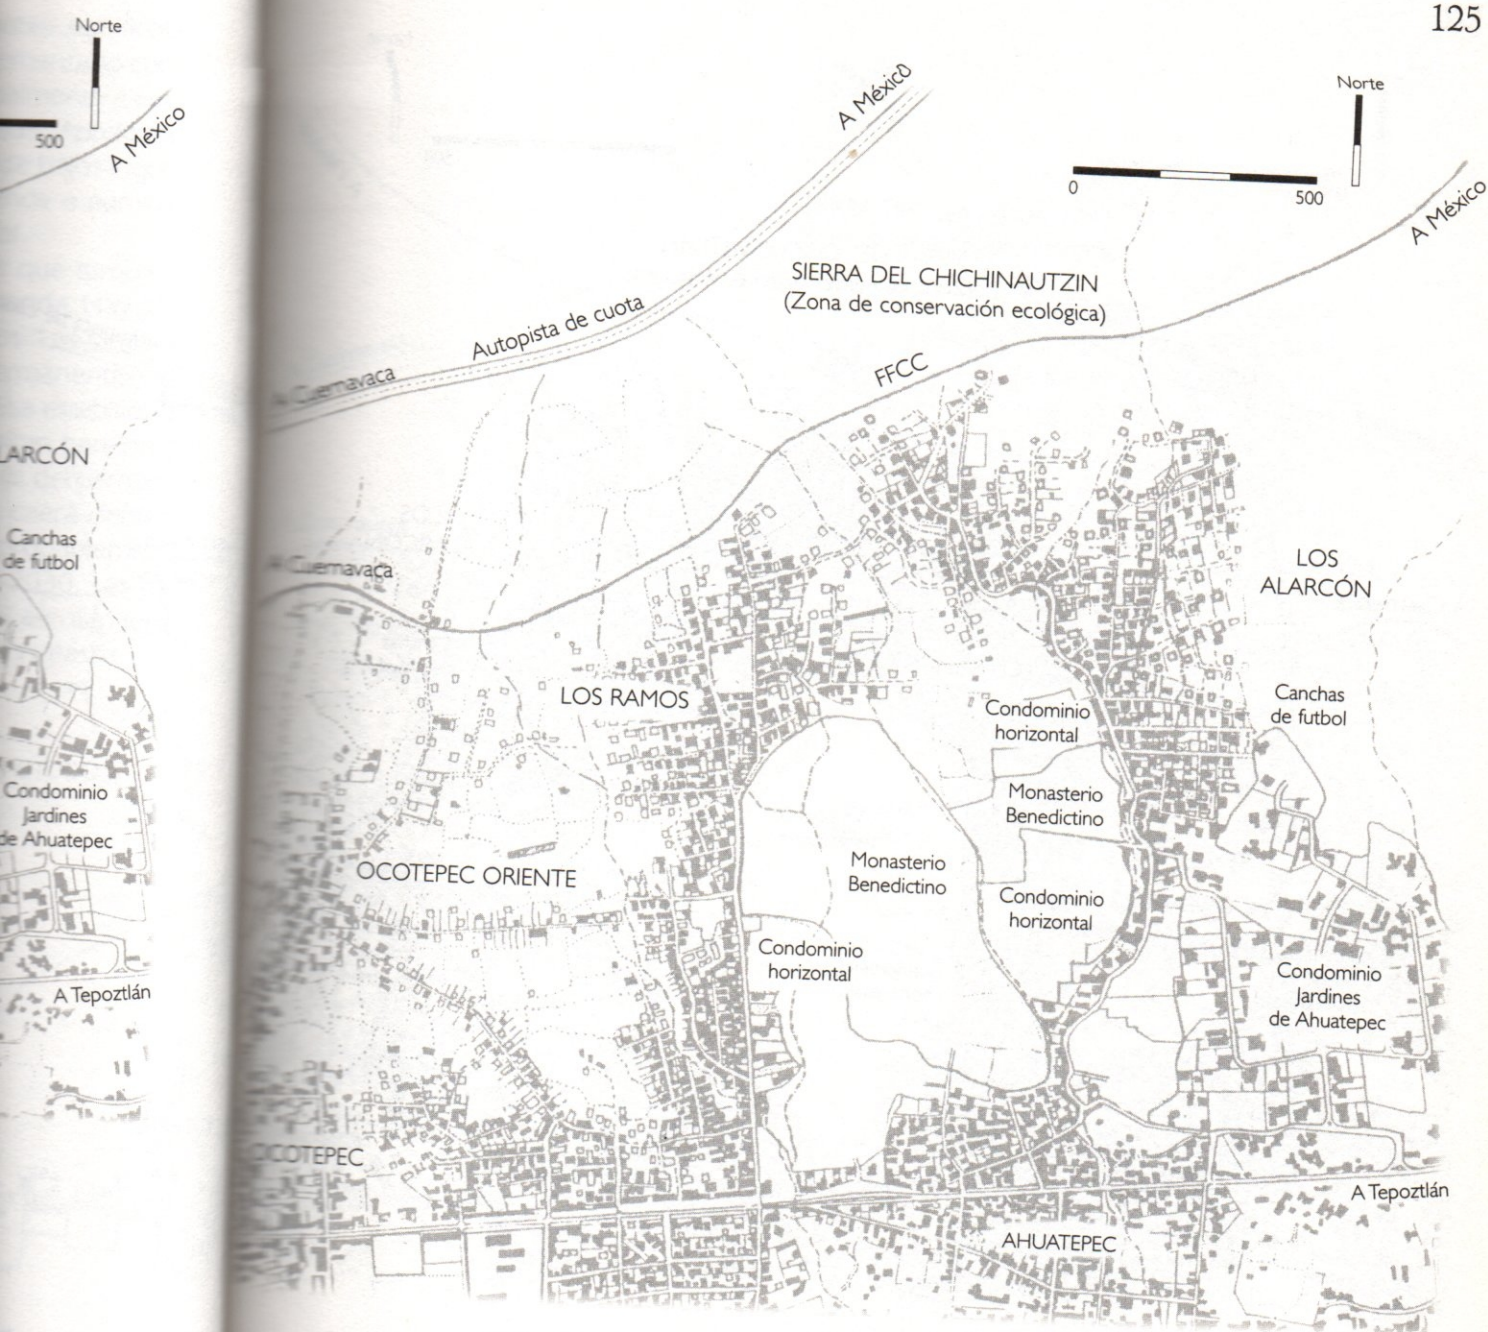 Norte
500
A México
LARCÓN
Canchas
de futbol
Condominio
Jardines
de Ahuatepec
A Tepoztlán
125
Norte
0
500
A México
A México
SIERRA DEL CHICHINAUTZIN
(Zona de conservación ecológica)
Autopista de cuota
A Cuernavaca
FFCC
A Cuernavaca
LOS
ALARCÓN
LOS RAMOS
Canchas
de futbol
Condominio
horizontal
Monasterio
Benedictino
OCOTEPEC ORIENTE
Monasterio
Benedictino
Condominio
horizontal
Condominio
horizontal
Condominio
Jardines
de Ahuatepec
OCOTEPEC
A Tepoztlán
AHUATEPEC